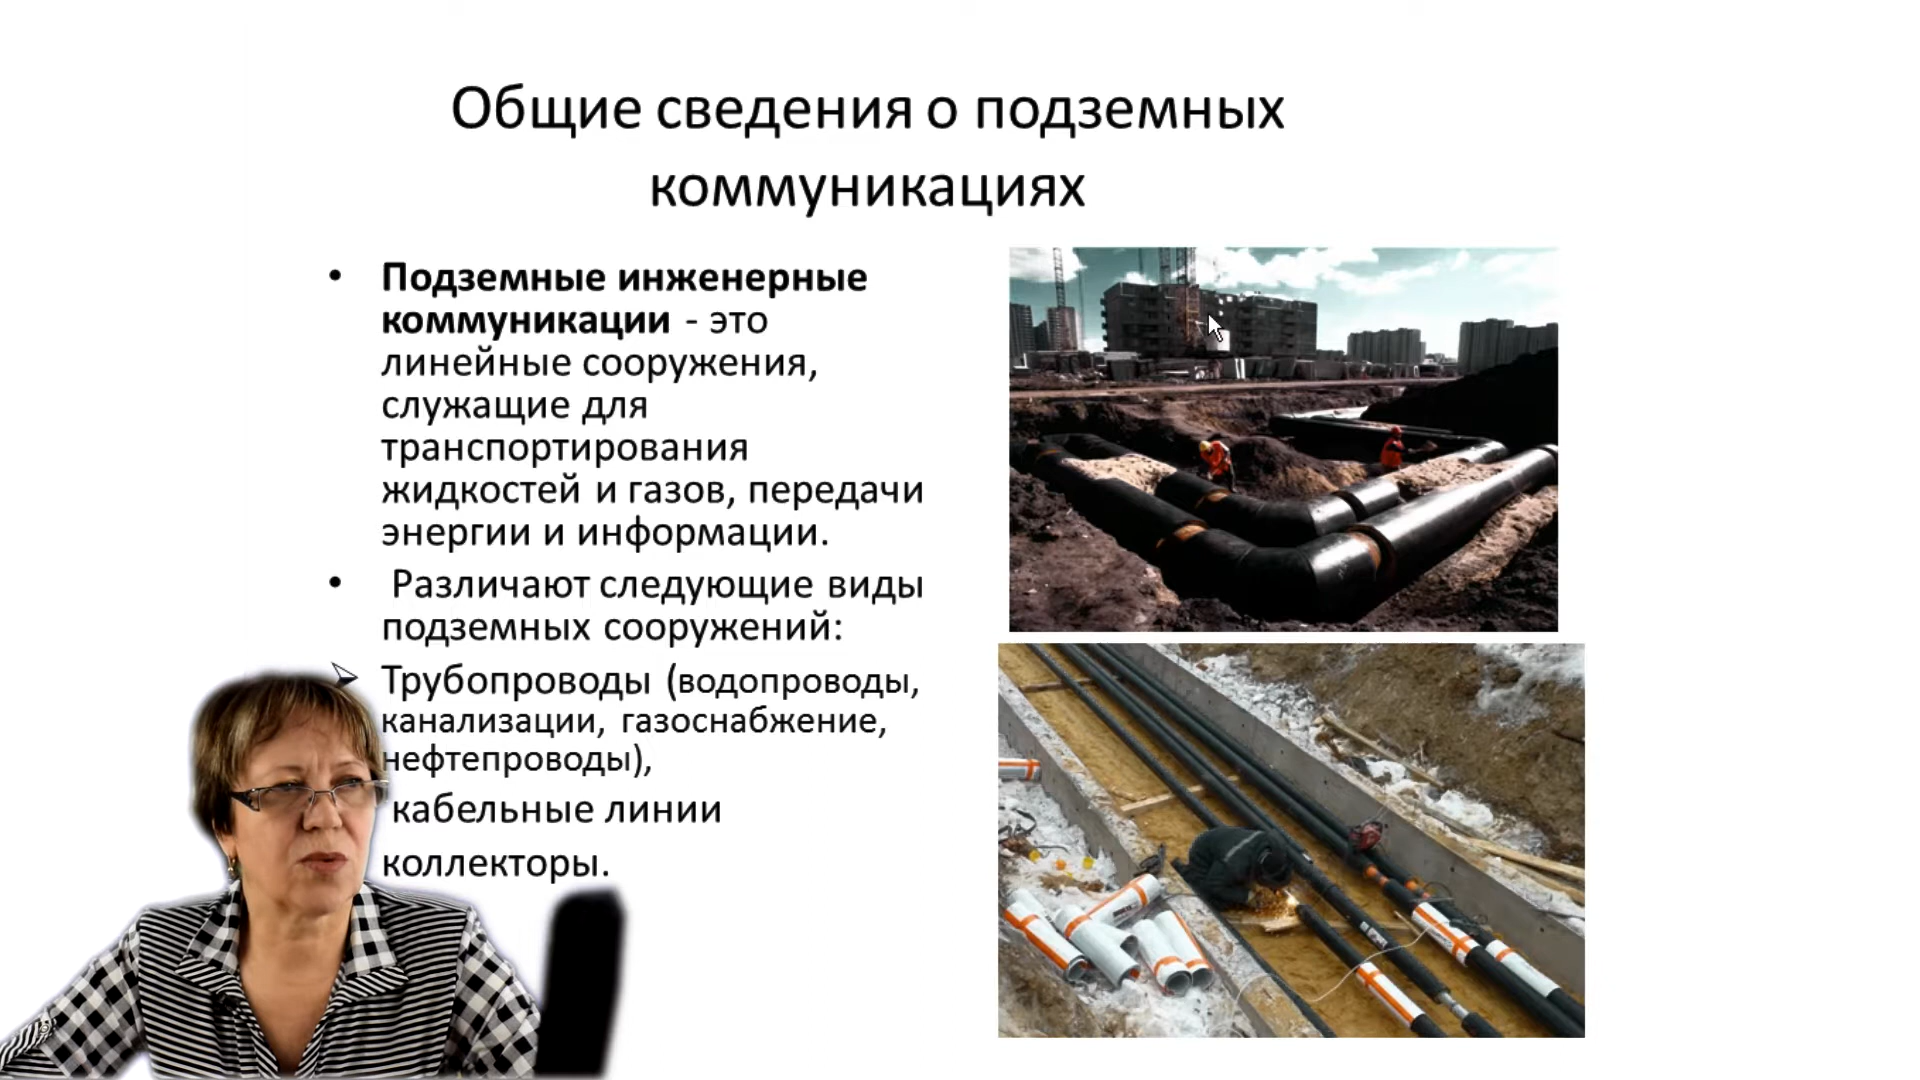 Общие сведения о подземных
коммуникациях
• Подземные инженерные
коммуникации - это
линейные сооружения,
служащие для
транспортирования
жидкостей и газов, передачи
энергии и информации.
• Различают следующие виды
подземных сооружений:
Трубопроводы (водопроводы,
канализации, газоснабжение,
нефтепроводы),
кабельные линии
коллекторы.